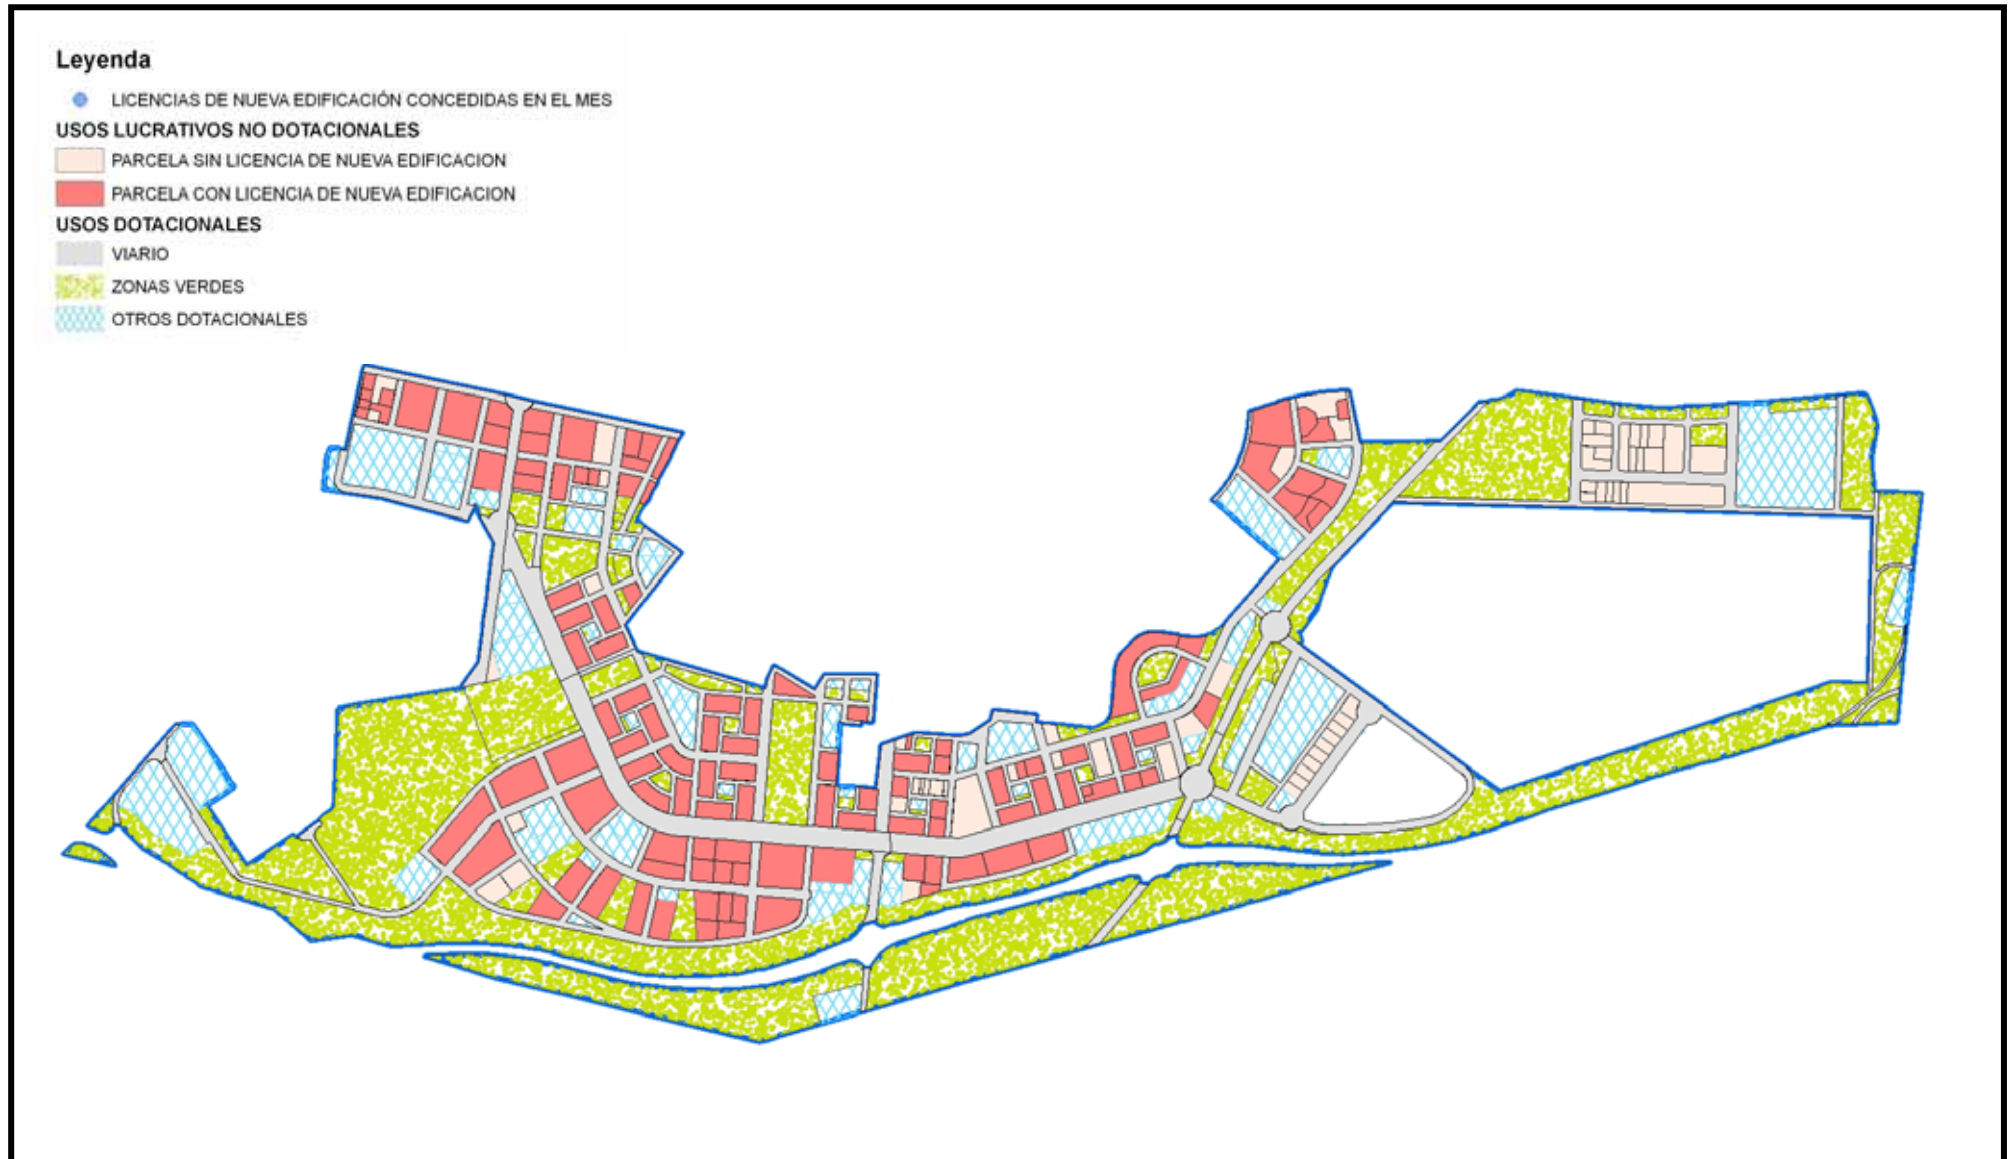 Leyenda
LICENCIAS DE NUEVA EDIFICACIÓN CONCEDIDAS EN EL MES
USOS LUCRATIVOS NO DOTACIONALES
PARCELA SIN LICENCIA DE NUEVA EDIFICACION
PARCELA CON LICENCIA DE NUEVA EDIFICACION
USOS DOTACIONALES
VIARIO
ZONAS VERDES
OTROS DOTACIONALES